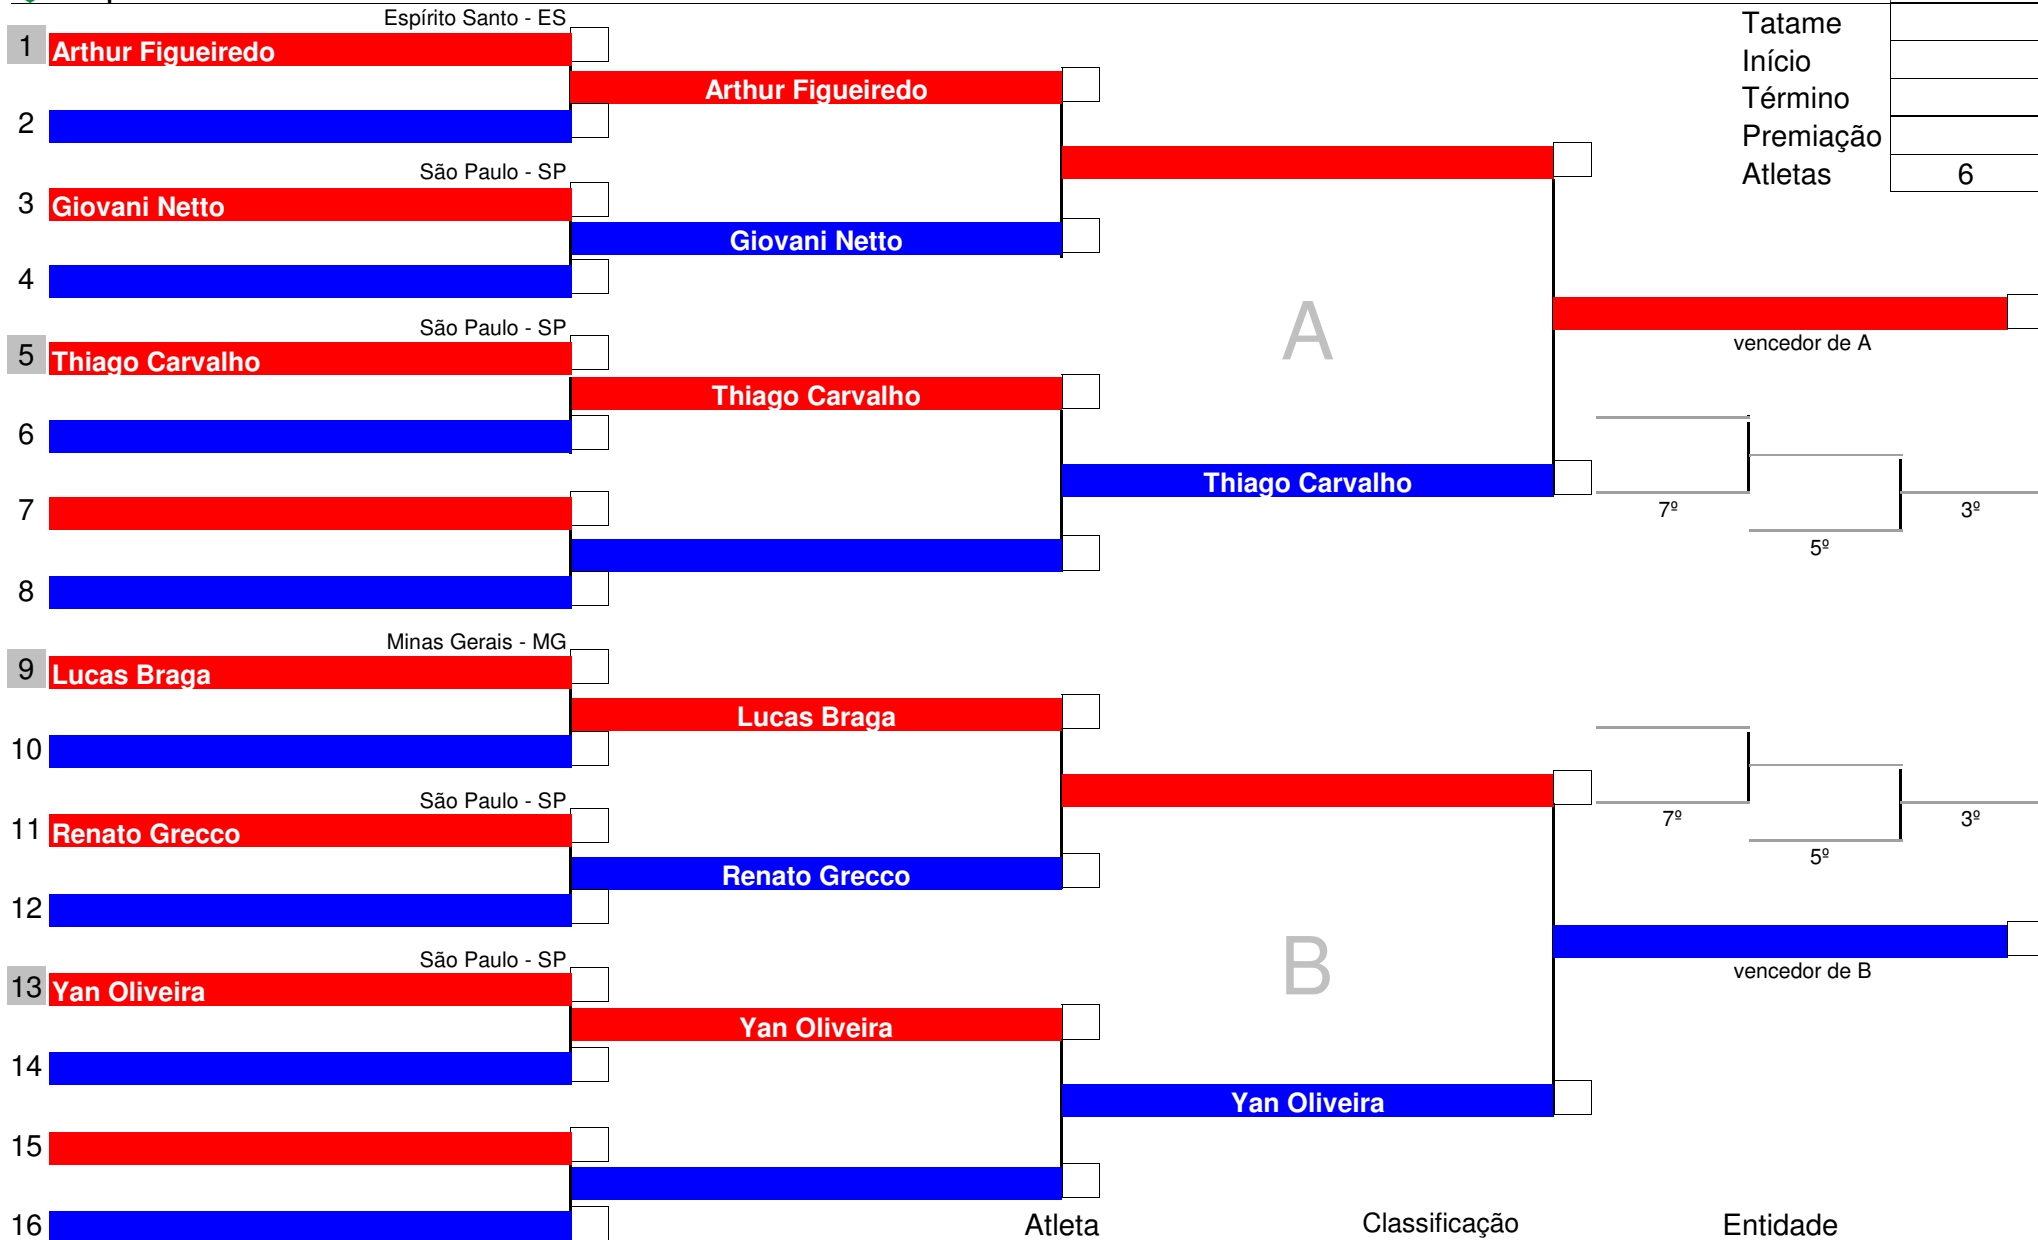 Espírito Santo - ES
1 Arthur Figueiredo
Arthur Figueiredo
2
São Paulo - SP
3 Giovani Netto
Giovani Netto
4
São Paulo - SP
5 Thiago Carvalho
Thiago Carvalho
6
Thiago Carvalho
7
8
Minas Gerais - MG
9 Lucas Braga
Lucas Braga
10
São Paulo - SP
11 Renato Grecco
Renato Grecco
12
São Paulo - SP
13 Yan Oliveira
Yan Oliveira
14
Yan Oliveira
15
16
A
B
Tatame
Início
Término
Premiação
Atletas 6
vencedor de A
7º
3º
5º
7º
3º
5º
vencedor de B
Atleta Classificação Entidade